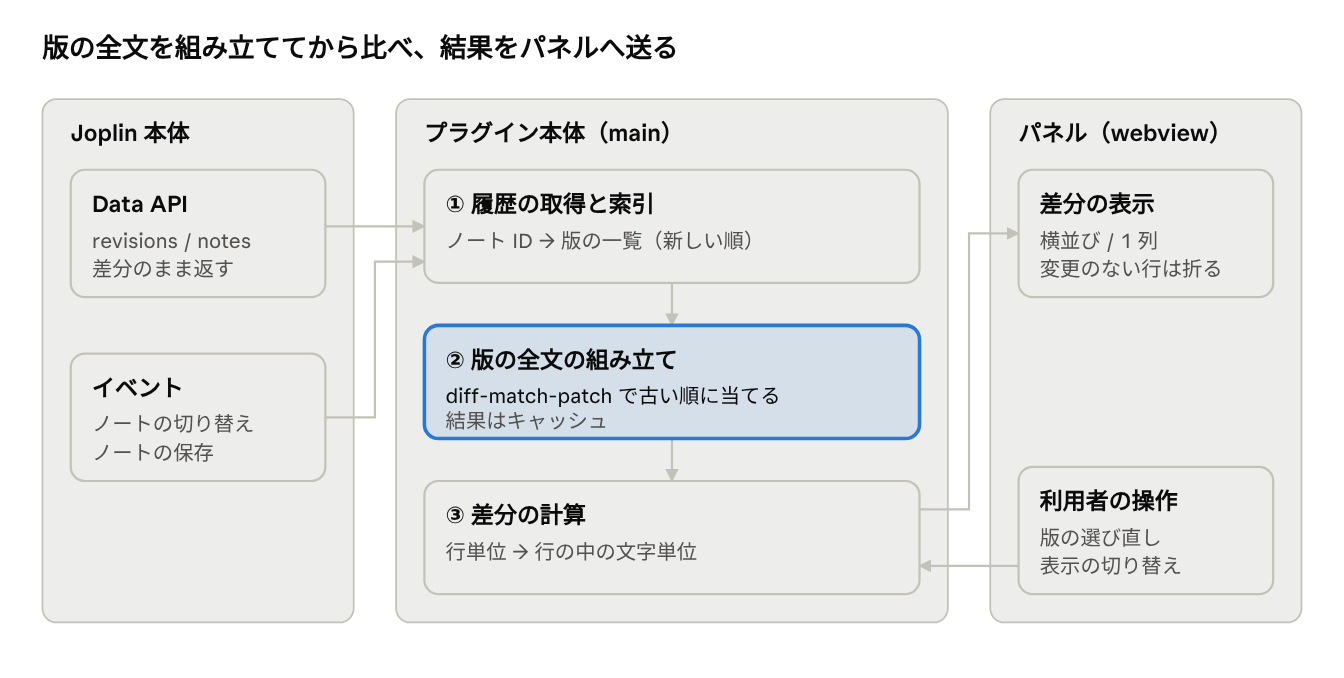 版の全文を組み立ててから比べ、結果をパネルへ送る
Joplin 本体
Data API
revisions / notes
差分のまま返す
イベント
ノートの切り替え
ノートの保存
プラグイン本体（main）
① 履歴の取得と索引
ノート ID → 版の一覧（新しい順）
② 版の全文の組み立て
diff-match-patch で古い順に当てる
結果はキャッシュ
③ 差分の計算
行単位 → 行の中の文字単位
パネル（webview）
差分の表示
横並び / 1 列
変更のない行は折る
利用者の操作
版の選び直し
表示の切り替え